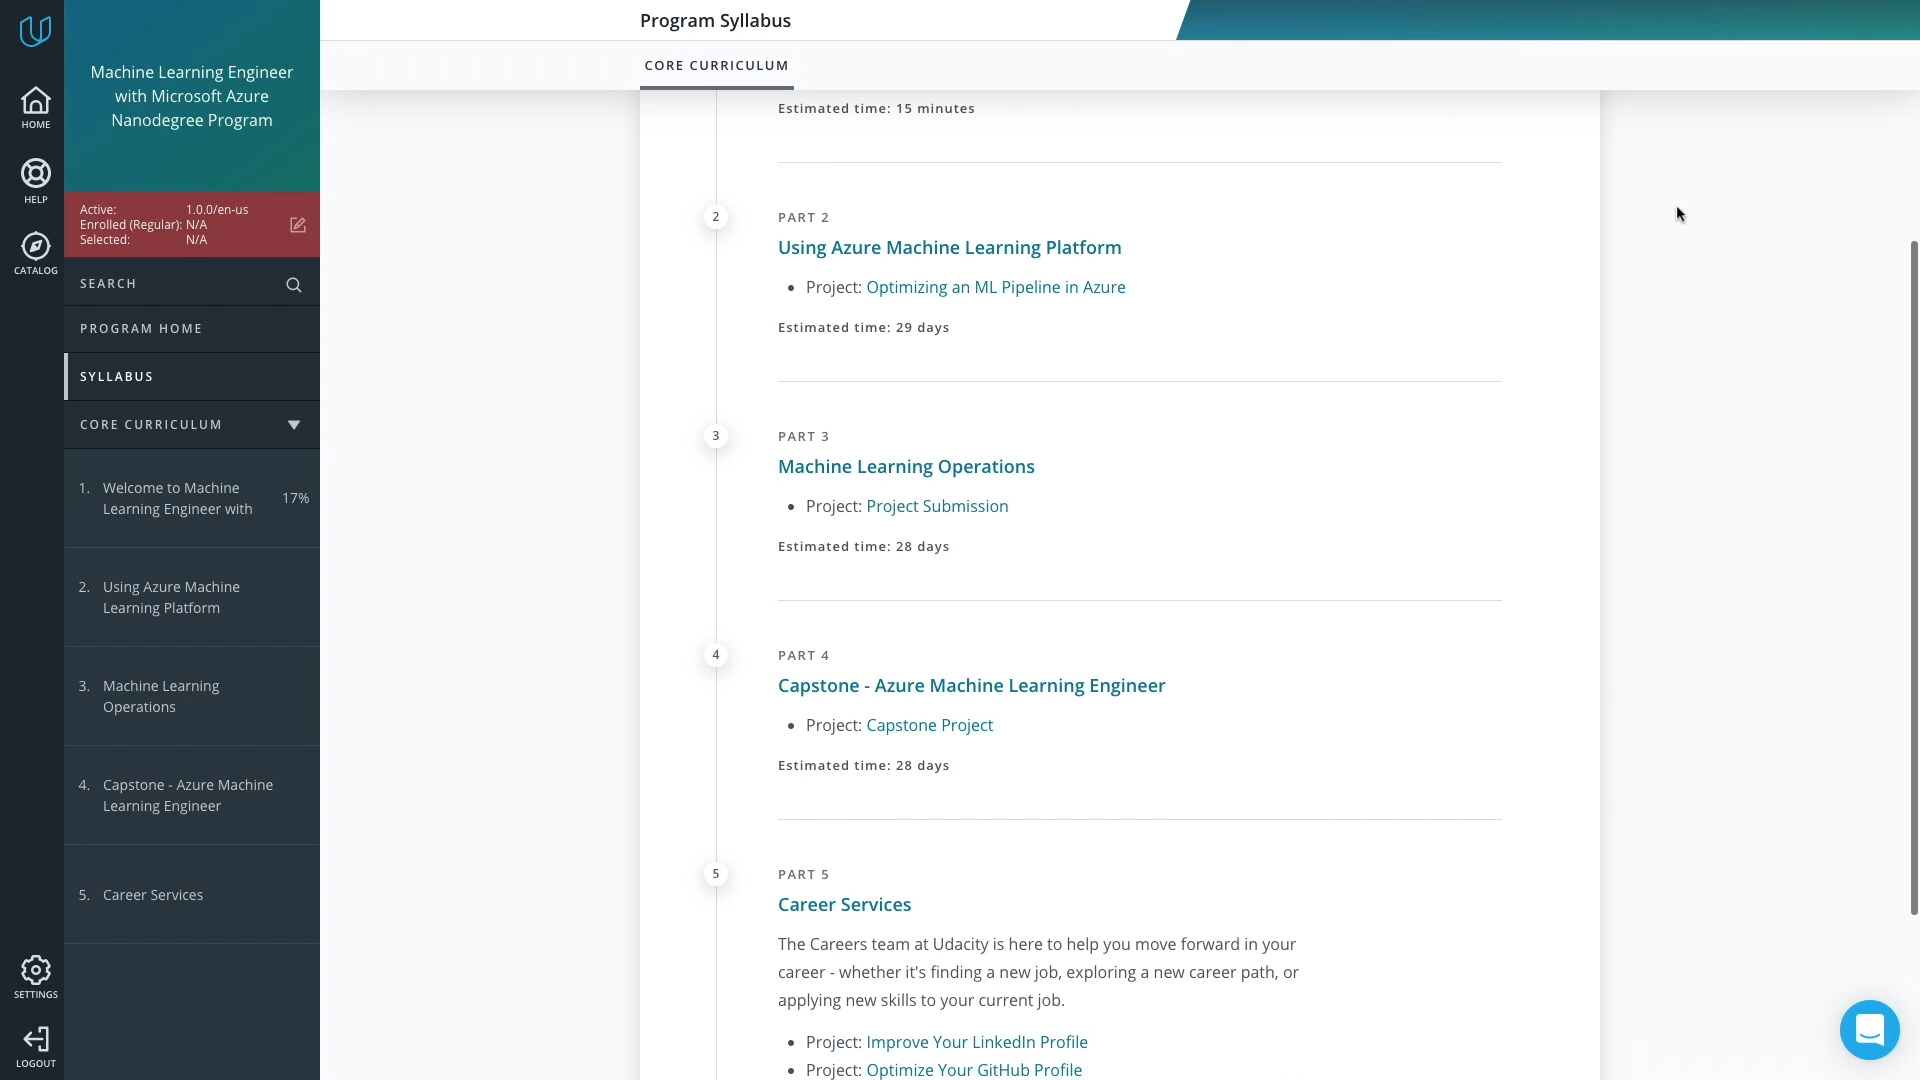 HOME
HELP
CATALOG
SETTINGS
LOGOUT
Machine Learning Engineer
with Microsoft Azure
Nanodegree Program
Active: 1.0.0/en-us
Enrolled (Regular): N/A
Selected: N/A
SEARCH
PROGRAM HOME
SYLLABUS
CORE CURRICULUM
1. Welcome to Machine
Learning Engineer with
17%
2. Using Azure Machine
Learning Platform
3. Machine Learning
Operations
4. Capstone - Azure Machine
Learning Engineer
5. Career Services
Program Syllabus
CORE CURRICULUM
Estimated time: 15 minutes
2
PART 2
Using Azure Machine Learning Platform
Project: Optimizing an ML Pipeline in Azure
Estimated time: 29 days
3
PART 3
Machine Learning Operations
Project: Project Submission
Estimated time: 28 days
4
PART 4
Capstone - Azure Machine Learning Engineer
Project: Capstone Project
Estimated time: 28 days
5
PART 5
Career Services
The Careers team at Udacity is here to help you move forward in your
career - whether it's finding a new job, exploring a new career path, or
applying new skills to your current job.
Project: Improve Your LinkedIn Profile
Project: Optimize Your GitHub Profile